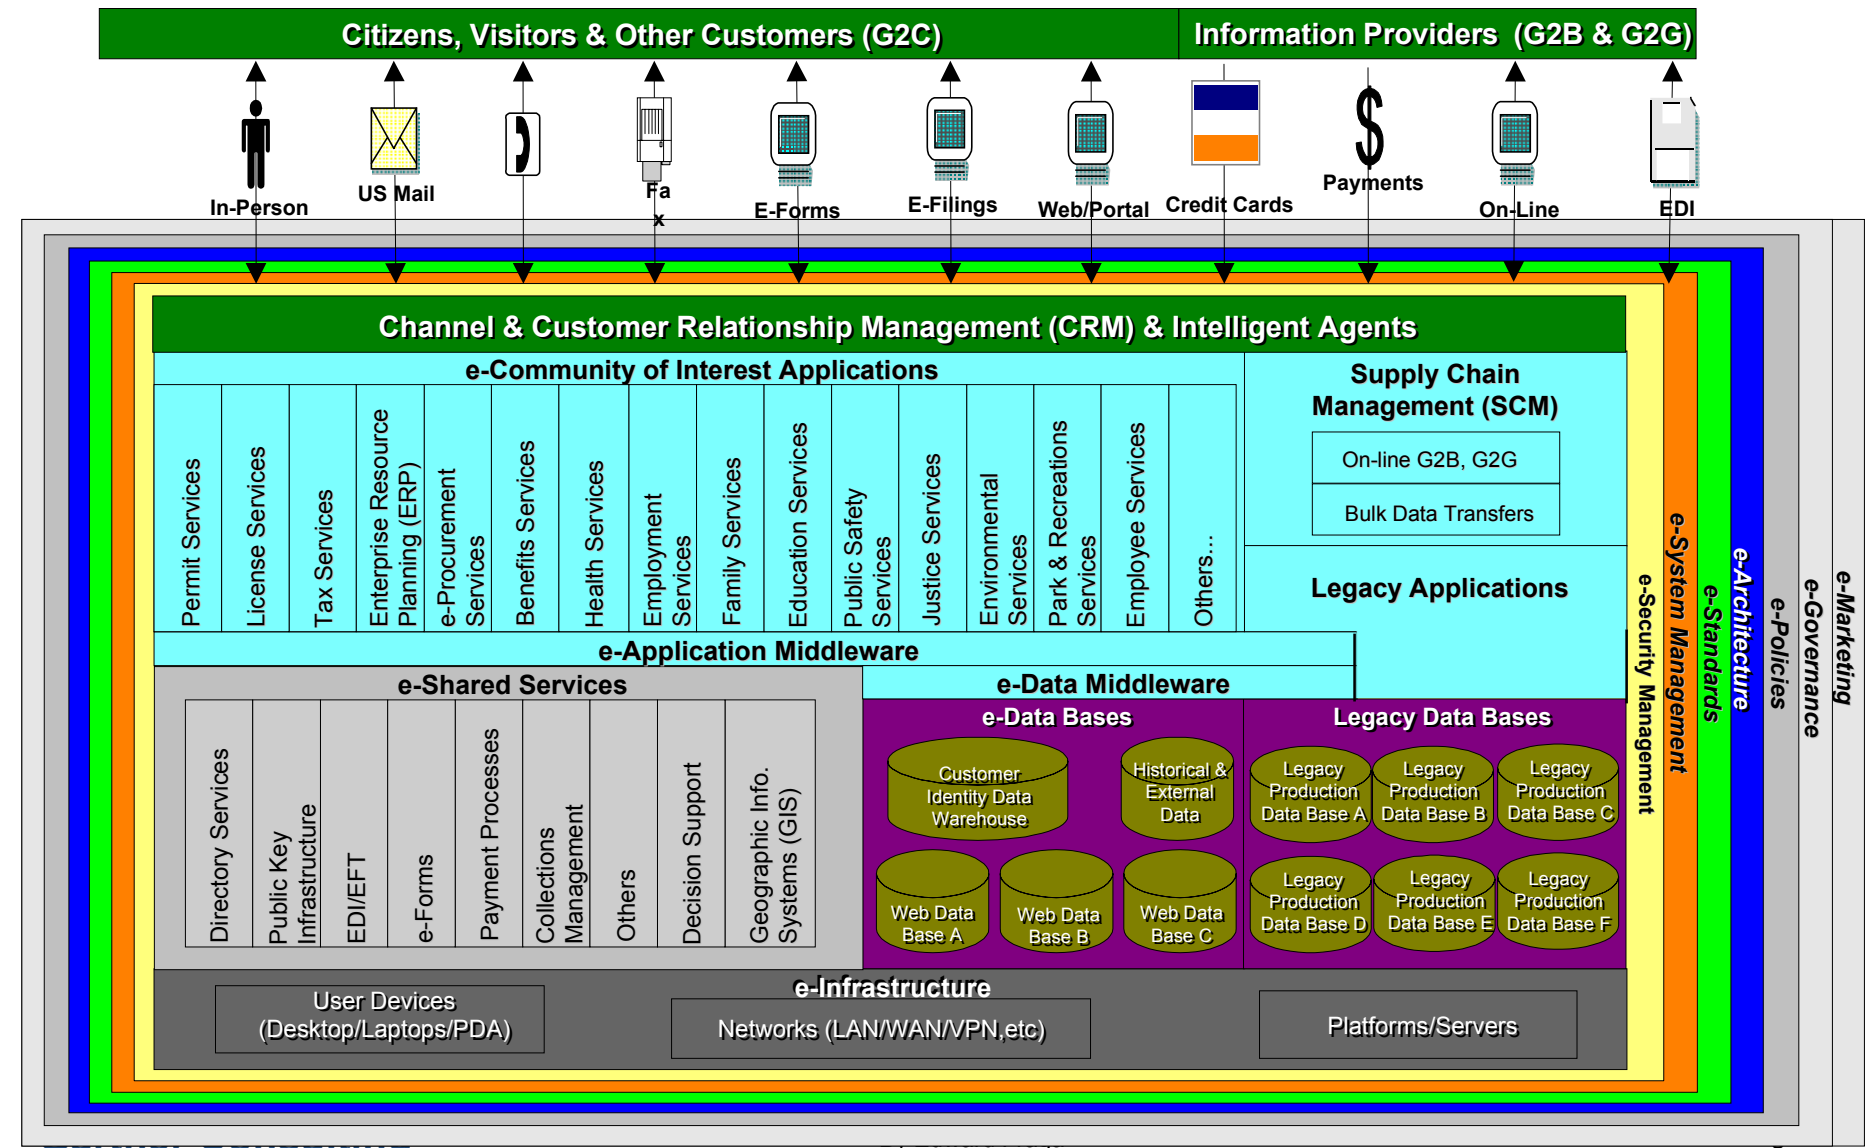 Citizens, Visitors & Other Customers (G2C)
Information Providers (G2B & G2G)
In-Person
US Mail
Fa
x
E-Forms
E-Filings
Web/Portal
Credit Cards
Payments
On-Line
EDI
Channel & Customer Relationship Management (CRM) & Intelligent Agents
e-Community of Interest Applications
Permit Services
License Services
Tax Services
Enterprise Resource
Planning (ERP)
e-Procurement
Services
Benefits Services
Health Services
Employment
Services
Family Services
Education Services
Public Safety
Services
Justice Services
Environmental
Services
Park & Recreations
Services
Employee Services
Others...
Supply Chain
Management (SCM)
On-line G2B, G2G
Bulk Data Transfers
Legacy Applications
e-Application Middleware
e-Shared Services
Directory Services
Public Key
Infrastructure
EDI/EFT
e-Forms
Payment Processes
Collections
Management
Others
Decision Support
Geographic Info.
Systems (GIS)
e-Data Middleware
e-Data Bases
Customer
Identity Data
Warehouse
Historical &
External
Data
Web Data
Base A
Web Data
Base B
Web Data
Base C
Legacy Data Bases
Legacy
Production
Data Base A
Legacy
Production
Data Base B
Legacy
Production
Data Base C
Legacy
Production
Data Base D
Legacy
Production
Data Base E
Legacy
Production
Data Base F
e-Infrastructure
User Devices
(Desktop/Laptops/PDA)
Networks (LAN/WAN/VPN,etc)
Platforms/Servers
e-Security Management
e-System Management
e-Standards
e-Architecture
e-Policies
e-Governance
e-Marketing